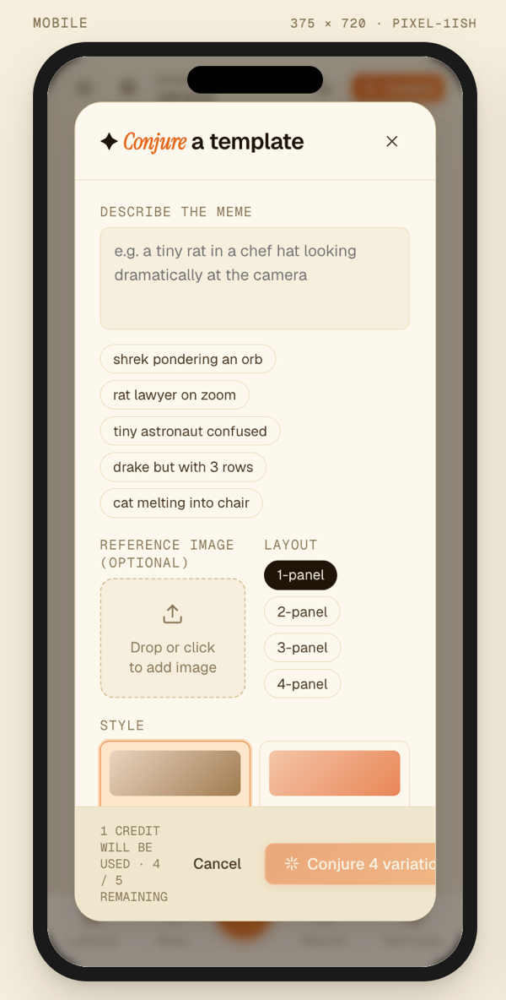 MOBILE
375 × 720 · PIXEL-1ISH
Conjure a template
DESCRIBE THE MEME
e.g. a tiny rat in a chef hat looking
dramatically at the camera
shrek pondering an orb
rat lawyer on zoom
tiny astronaut confused
drake but with 3 rows
cat melting into chair
REFERENCE IMAGE
(OPTIONAL)
Drop or click
to add image
LAYOUT
1-panel
2-panel
3-panel
4-panel
STYLE
1 CREDIT
WILL BE
USED · 4
/ 5
REMAINING
Cancel
Conjure 4 variatio